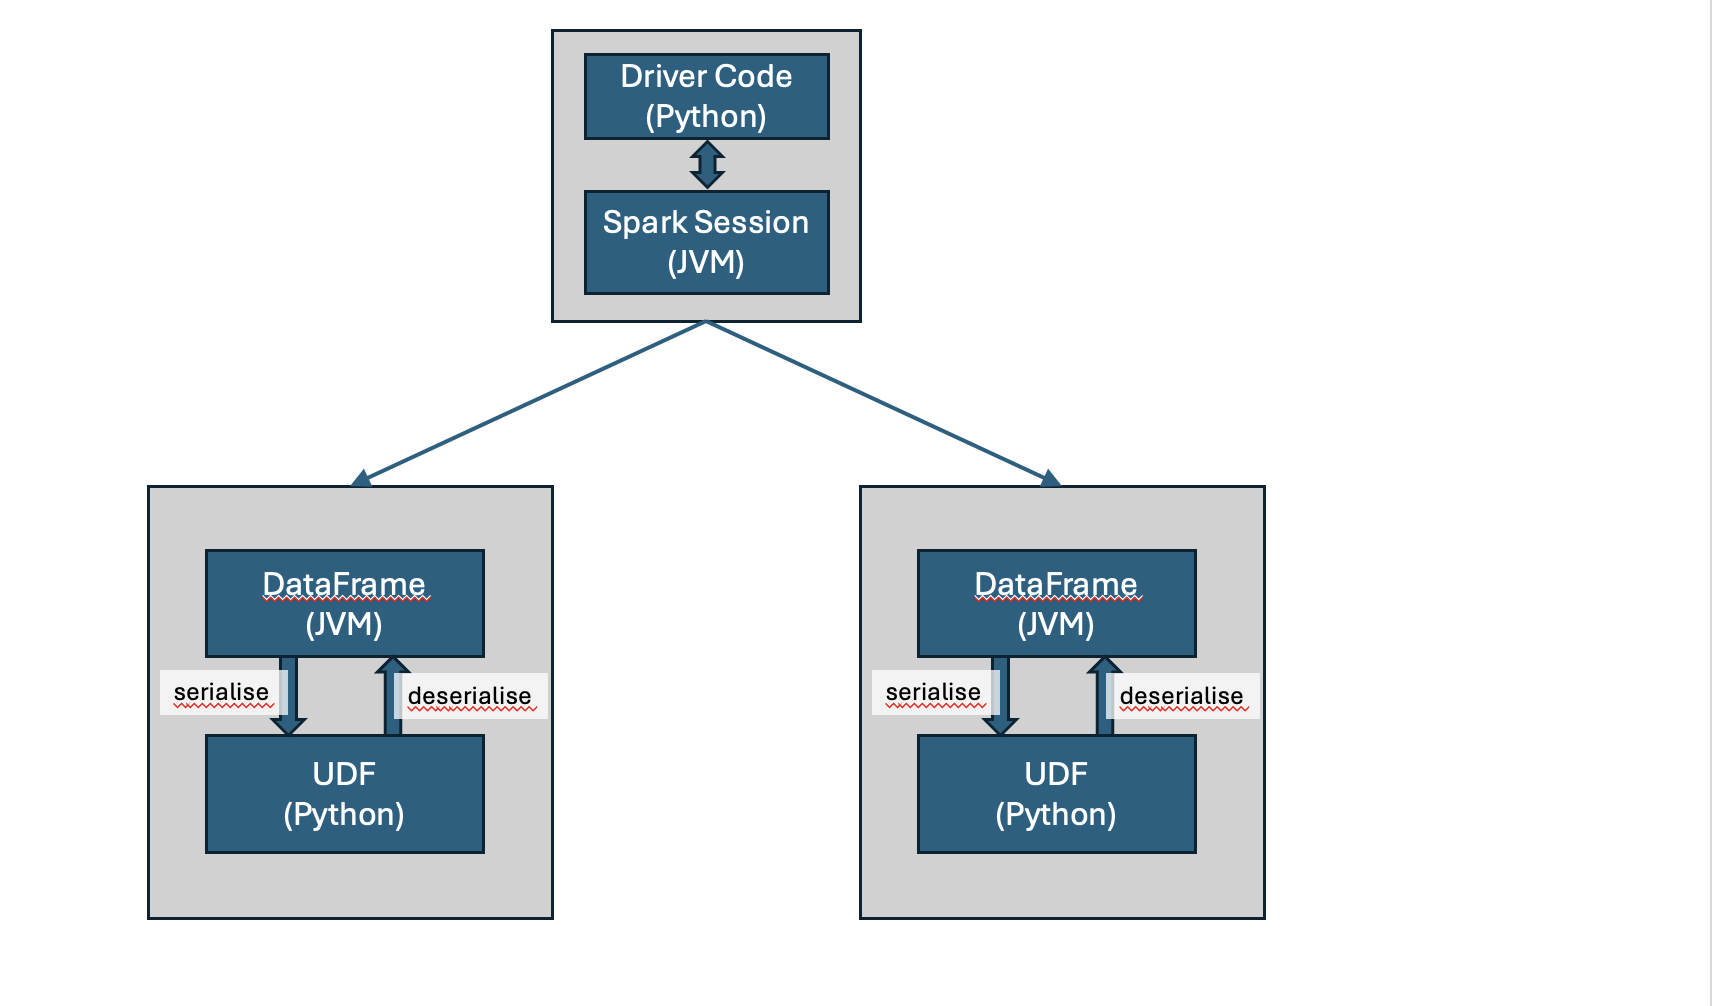 Driver Code
(Python)
Spark Session
(JVM)
DataFrame
(JVM)
serialise
deserialise
UDF
(Python)
DataFrame
(JVM)
serialise
deserialise
UDF
(Python)